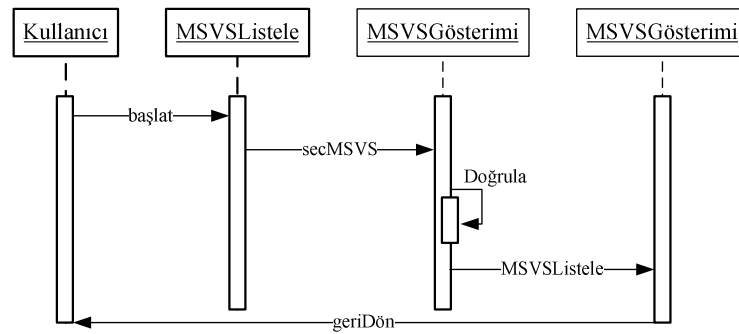 Kullanıcı
MSVSListele
MSVSGösterimi
MSVSGösterimi
başlat
secMSVS
Doğrula
MSVSListele
geriDön